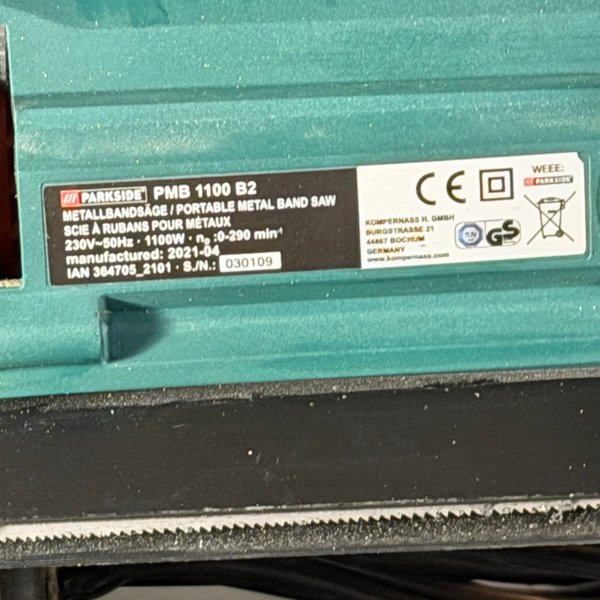 /// PARKSIDE® PMB 1100 B2
METALLBANDSÄGE / PORTABLE METAL BAND SAW
SCIE À RUBANS POUR MÉTAUX
230V~50Hz · 1100W · n₀ :0-290 min⁻¹
manufactured: 2021-04
IAN 364705_2101 · S./N.: 030109
CE
KOMPERNASS H. GMBH
BURGSTRASSE 21
44867 BOCHUM
GERMANY
www.kompernass.com
TÜV
GS
WEEE:
/// PARKSIDE